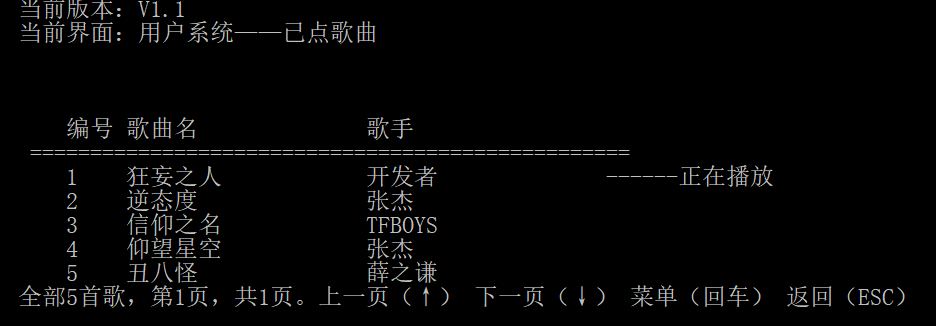 当前版本：V1.1
当前界面：用户系统——已点歌曲
编号 歌曲名 歌手
==================================================
1 狂妄之人 开发者 ------正在播放
2 逆态度 张杰
3 信仰之名 TFBOYS
4 仰望星空 张杰
5 丑八怪 薛之谦
全部5首歌，第1页，共1页。上一页（↑） 下一页（↓） 菜单（回车） 返回（ESC）